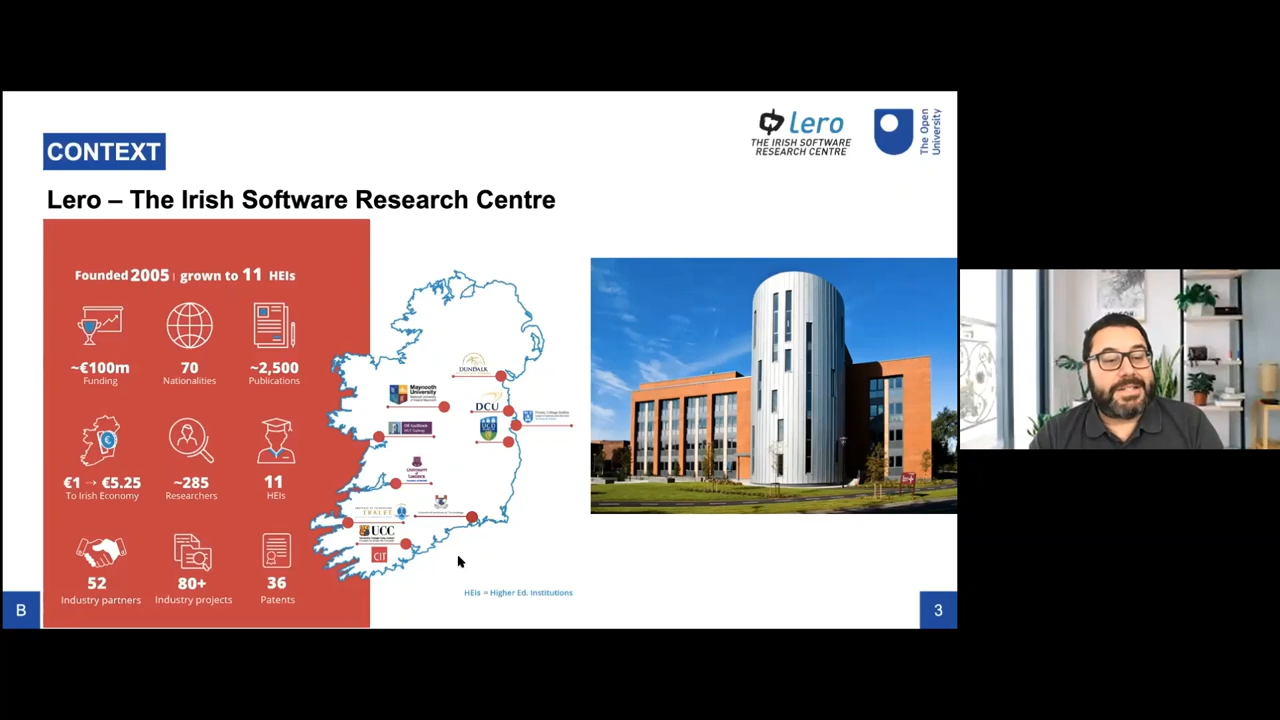 CONTEXT
lero
THE IRISH SOFTWARE
RESEARCH CENTRE
The Open
University
Lero – The Irish Software Research Centre
Founded 2005 | grown to 11 HEIs
~€100m
Funding
70
Nationalities
~2,500
Publications
€1 → €5.25
To Irish Economy
~285
Researchers
11
HEIs
52
Industry partners
80+
Industry projects
36
Patents
DUNDALK
Maynooth
University
DCU
UCD
UNIVERSITY
OF LIMERICK
TRALEE
UCC
CIT
HEIs = Higher Ed. Institutions
B
3